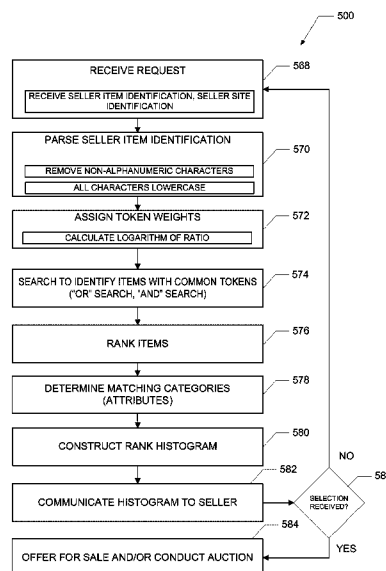 500
RECEIVE REQUEST
568
RECEIVE SELLER ITEM IDENTIFICATION, SELLER SITE
IDENTIFICATION
PARSE SELLER ITEM IDENTIFICATION
570
REMOVE NON-ALPHANUMERIC CHARACTERS
ALL CHARACTERS LOWERCASE
ASSIGN TOKEN WEIGHTS
572
CALCULATE LOGARITHM OF RATIO
574
SEARCH TO IDENTIFY ITEMS WITH COMMON TOKENS
("OR" SEARCH, "AND" SEARCH)
576
RANK ITEMS
578
DETERMINE MATCHING CATEGORIES
(ATTRIBUTES)
580
CONSTRUCT RANK HISTOGRAM
NO
582
58
COMMUNICATE HISTOGRAM TO SELLER
SELECTION
RECEIVED?
584
YES
OFFER FOR SALE AND/OR CONDUCT AUCTION